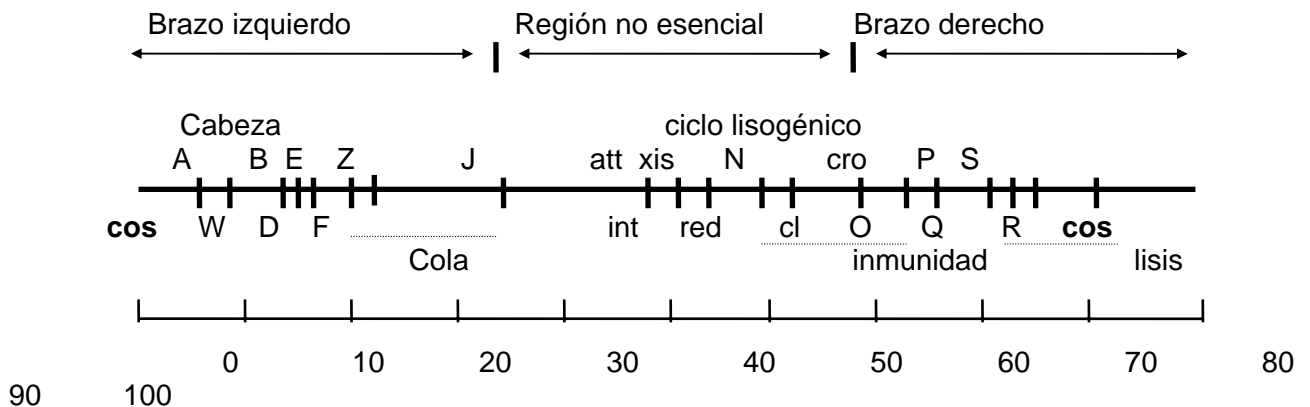 Brazo izquierdo Región no esencial Brazo derecho
Cabeza ciclo lisogénico
A B E Z J att xis N cro P S
cos W D F int red cl O Q R cos
Cola inmunidad lisis
0 10 20 30 40 50 60 70 80
90 100